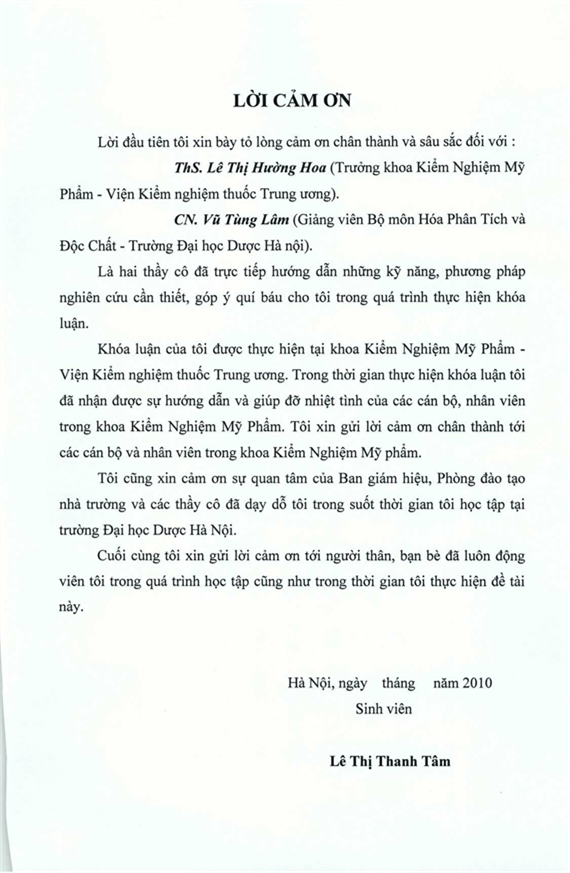 LỜI CẢM ƠN
Lời đầu tiên tôi xin bày tỏ lòng cảm ơn chân thành và sâu sắc đối với :
ThS. Lê Thị Hường Hoa (Trưởng khoa Kiểm Nghiệm Mỹ
Phẩm - Viện Kiểm nghiệm thuốc Trung ương).
CN. Vũ Tùng Lâm (Giảng viên Bộ môn Hóa Phân Tích và
Độc Chất - Trường Đại học Dược Hà nội).
Là hai thầy cô đã trực tiếp hướng dẫn những kỹ năng, phương pháp
nghiên cứu cần thiết, góp ý quí báu cho tôi trong quá trình thực hiện khóa
luận.
Khóa luận của tôi được thực hiện tại khoa Kiểm Nghiệm Mỹ Phẩm -
Viện Kiểm nghiệm thuốc Trung ương. Trong thời gian thực hiện khóa luận tôi
đã nhận được sự hướng dẫn và giúp đỡ nhiệt tình của các cán bộ, nhân viên
trong khoa Kiểm Nghiệm Mỹ Phẩm. Tôi xin gửi lời cảm ơn chân thành tới
các cán bộ và nhân viên trong khoa Kiểm Nghiệm Mỹ phẩm.
Tôi cũng xin cảm ơn sự quan tâm của Ban giám hiệu, Phòng đào tạo
nhà trường và các thầy cô đã dạy dỗ tôi trong suốt thời gian tôi học tập tại
trường Đại học Dược Hà Nội.
Cuối cùng tôi xin gửi lời cảm ơn tới người thân, bạn bè đã luôn động
viên tôi trong quá trình học tập cũng như trong thời gian tôi thực hiện đề tài
này.
Hà Nội, ngày tháng năm 2010
Sinh viên
Lê Thị Thanh Tâm